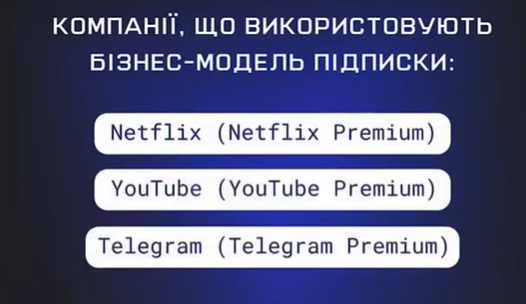 КОМПАНІЇ, ЩО ВИКОРИСТОВУЮТЬ
БІЗНЕС-МОДЕЛЬ ПІДПИСКИ:
Netflix (Netflix Premium)
YouTube (YouTube Premium)
Telegram (Telegram Premium)